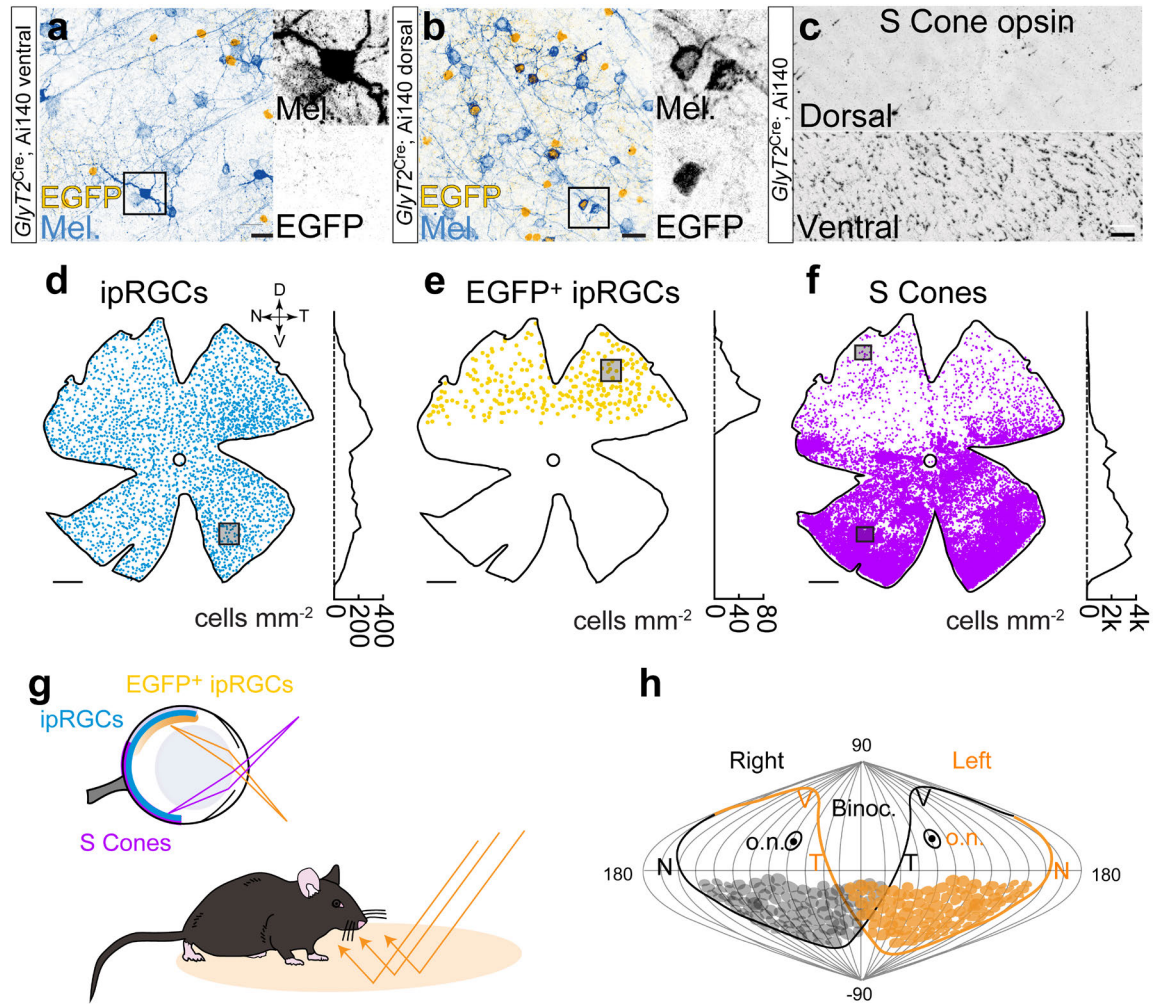 a
GlyT2Cre; Ai140 ventral
EGFP
Mel.
Mel.
EGFP
b
GlyT2Cre; Ai140 dorsal
EGFP
Mel.
Mel.
EGFP
c
GlyT2Cre; Ai140
S Cone opsin
Dorsal
Ventral
d
ipRGCs
D
N T
V
cells mm-2
0 200 400
e
EGFP+ ipRGCs
cells mm-2
0 40 80
f
S Cones
cells mm-2
0 2k 4k
g
EGFP+ ipRGCs
ipRGCs
S Cones
h
90
Right Left
V Binoc. V
o.n. o.n.
N T T N
180 180
-90